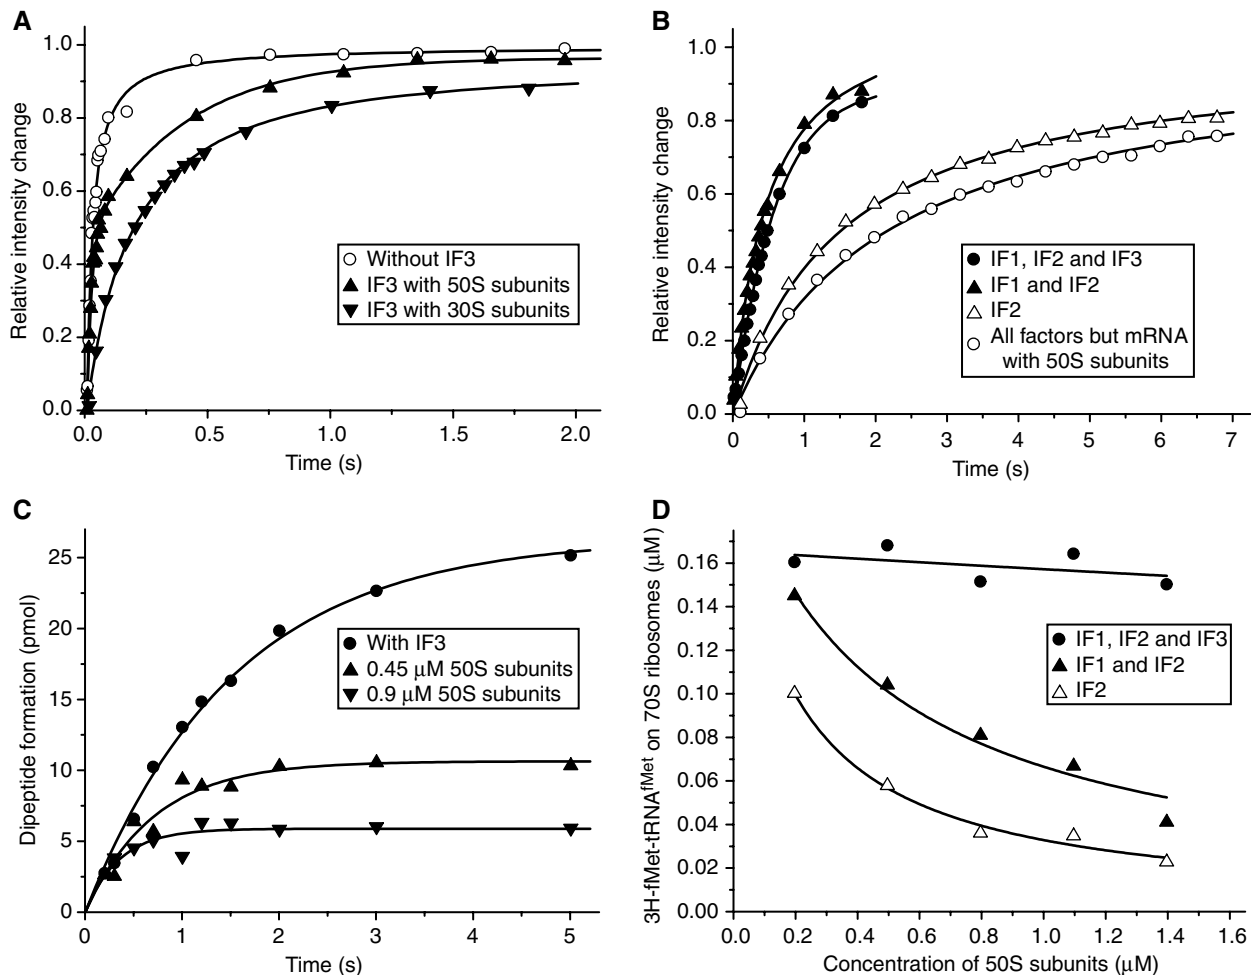 A
Relative intensity change
1.0
0.8
0.6
0.4
0.2
0.0
Without IF3
IF3 with 50S subunits
IF3 with 30S subunits
0.0 0.5 1.0 1.5 2.0
Time (s)
B
Relative intensity change
1.0
0.8
0.6
0.4
0.2
0.0
IF1, IF2 and IF3
IF1 and IF2
IF2
All factors but mRNA
with 50S subunits
0 1 2 3 4 5 6 7
Time (s)
C
Dipeptide formation (pmol)
25
20
15
10
5
0
With IF3
0.45 μM 50S subunits
0.9 μM 50S subunits
0 1 2 3 4 5
Time (s)
D
3H-fMet-tRNA^fMet on 70S ribosomes (μM)
0.16
0.14
0.12
0.10
0.08
0.06
0.04
0.02
0.00
IF1, IF2 and IF3
IF1 and IF2
IF2
0.0 0.2 0.4 0.6 0.8 1.0 1.2 1.4 1.6
Concentration of 50S subunits (μM)